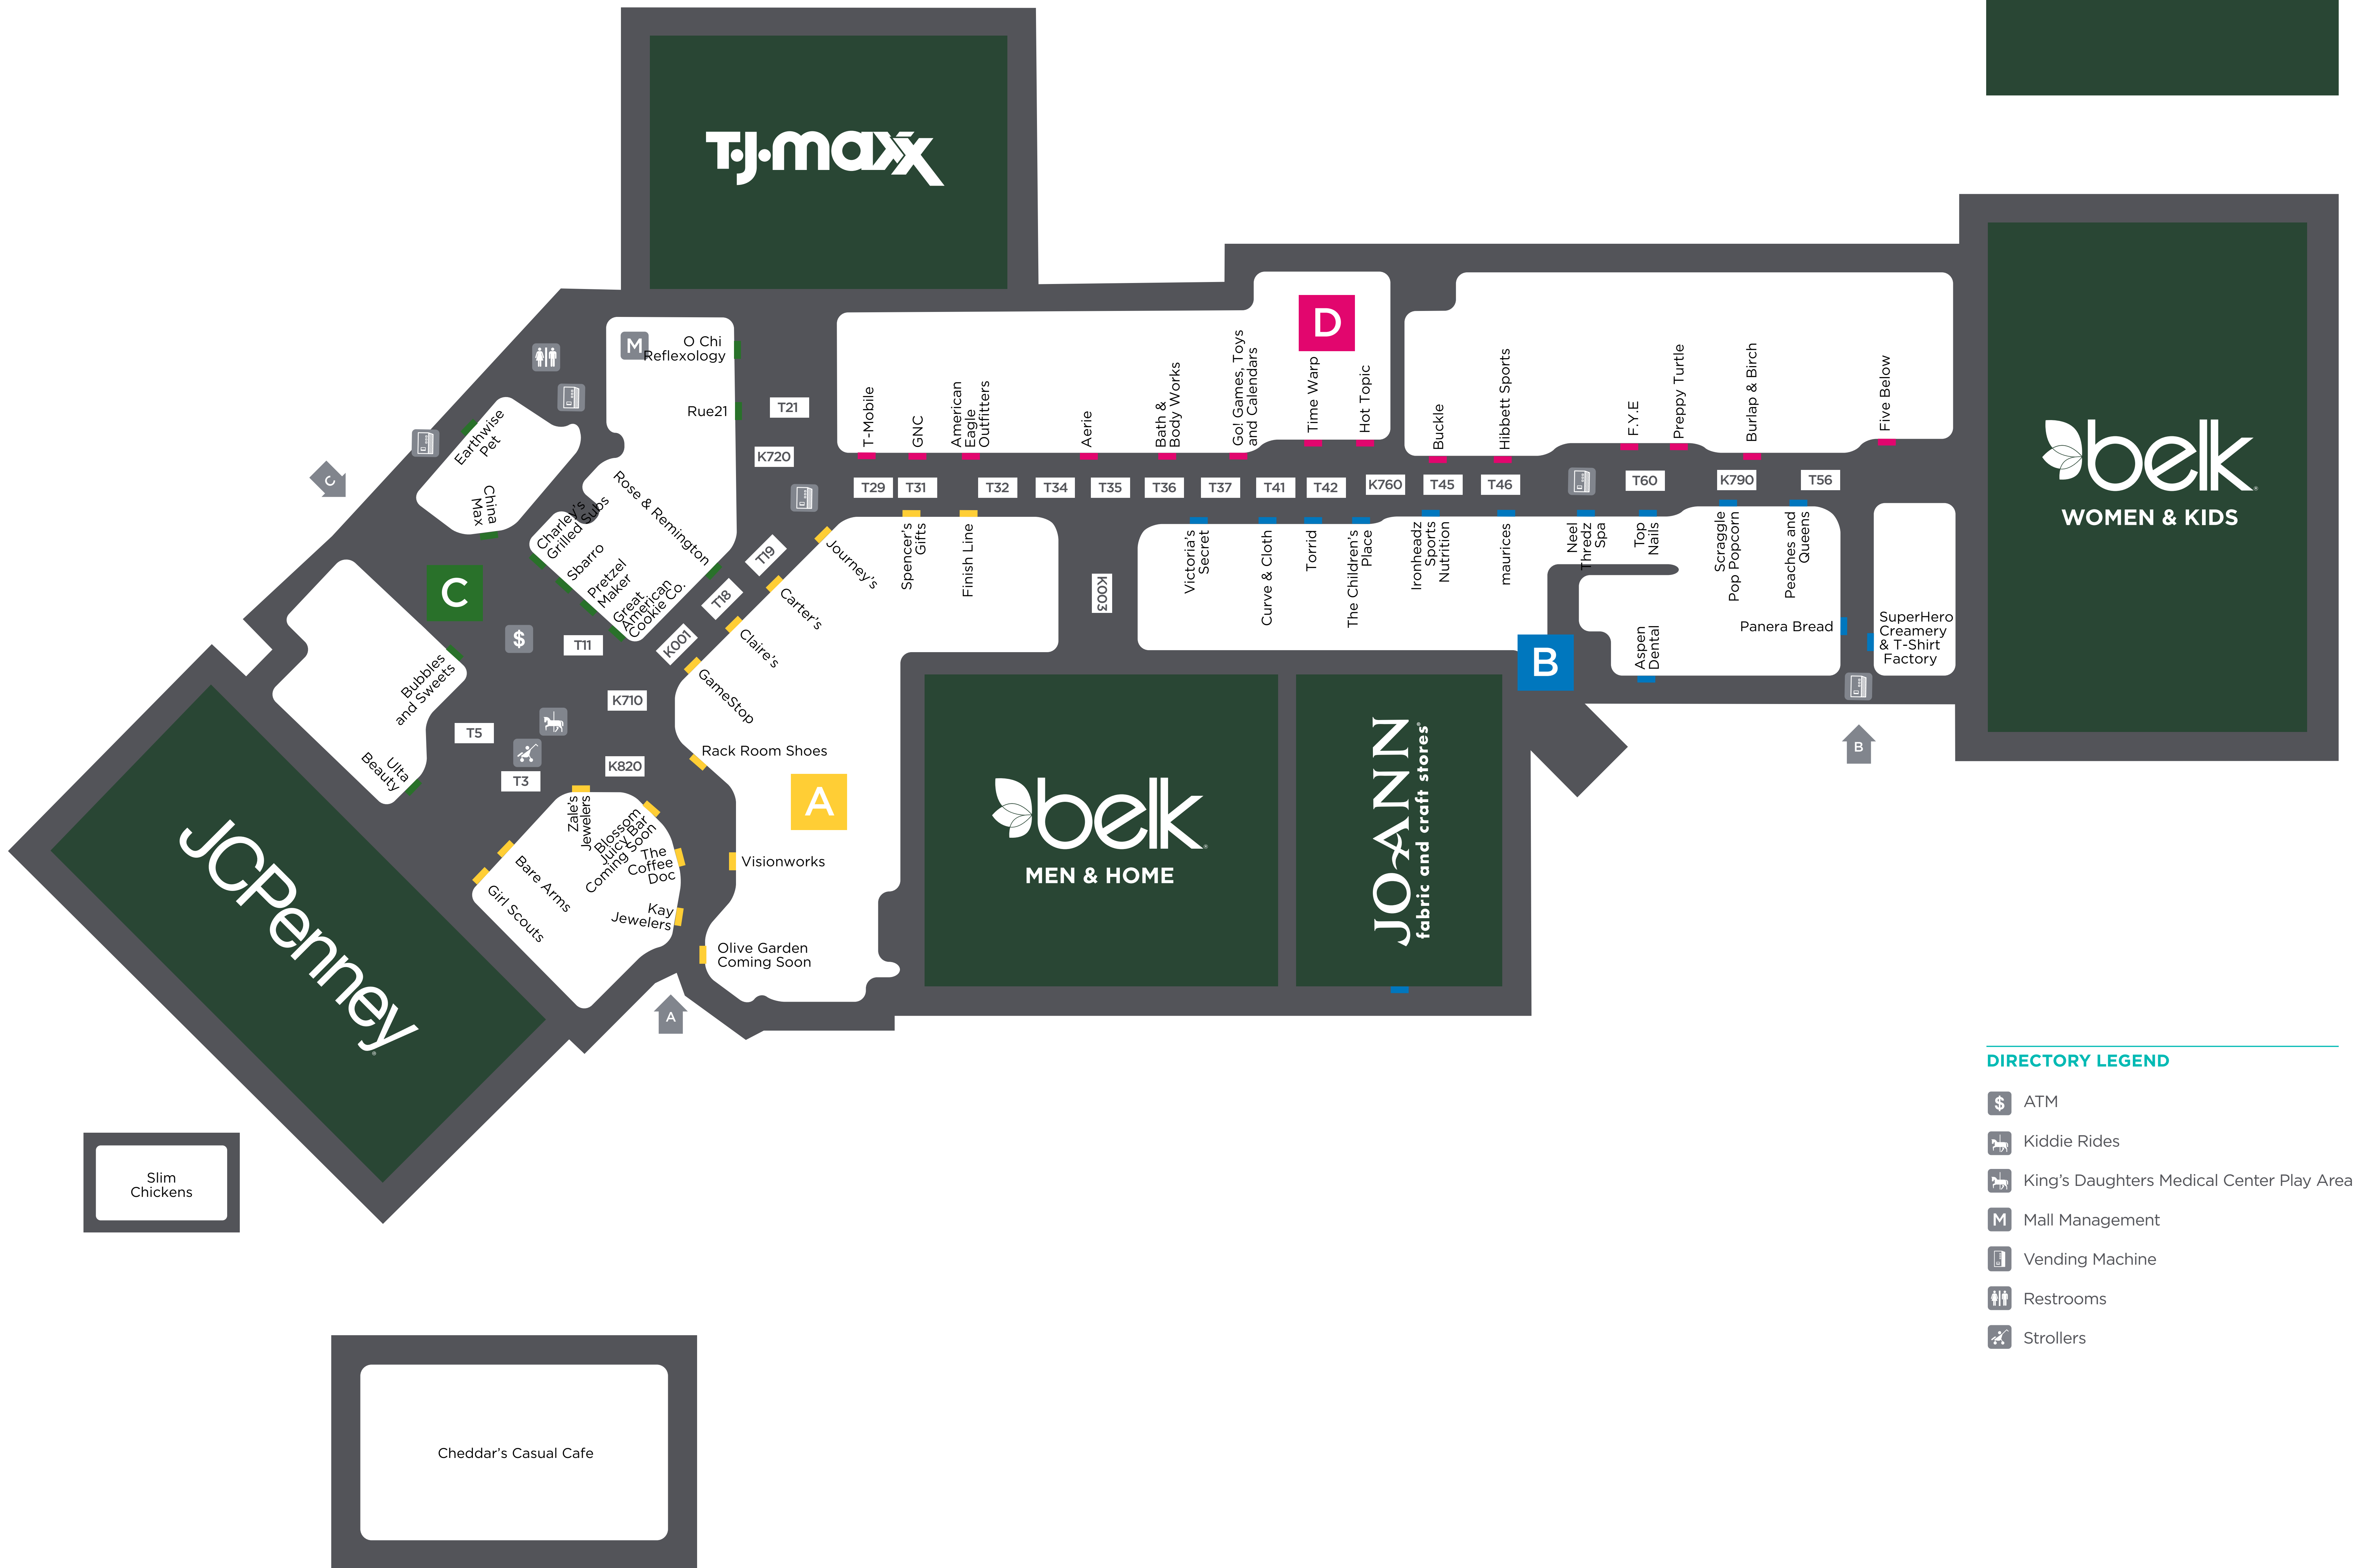 T·J·maxx
belk
WOMEN & KIDS
belk
MEN & HOME
JO-ANN
fabric and craft stores
JCPenney
D
C
B
A
M
O Chi
Reflexology
Rue21
T21
K720
T-Mobile
GNC
American
Eagle
Outfitters
Aerie
Bath &
Body Works
Go! Games, Toys
and Calendars
Time Warp
Hot Topic
Buckle
Hibbett Sports
F.Y.E
Preppy Turtle
Burlap & Birch
Five Below
T29
T31
T32
T34
T35
T36
T37
T41
T42
K760
T45
T46
T60
K790
T56
Earthwise
Pet
China
Max
C
Charley's
Grilled Subs
Sbarro
Pretzel
Maker
Great
American
Cookie Co.
Rose & Remington
Journey's
Spencer's
Gifts
Finish Line
K003
Victoria's
Secret
Curve & Cloth
Torrid
The Children's
Place
Ironheadz
Sports
Nutrition
maurices
Neel
Thredz
Spa
Top
Nails
Scraggle
Pop Popcorn
Peaches and
Queens
Aspen
Dental
Panera Bread
SuperHero
Creamery
& T-Shirt
Factory
B
T19
T18
K001
Carter's
Claire's
GameStop
Rack Room Shoes
$
T11
K710
T5
T3
K820
Bubbles
and Sweets
Ulta
Beauty
Zale's
Jewelers
Blossom
Juicy Bar
Coming Soon
The
Coffee
Doc
Kay
Jewelers
Bare Arms
Girl Scouts
Visionworks
Olive Garden
Coming Soon
A
Slim
Chickens
Cheddar's Casual Cafe
DIRECTORY LEGEND
$ ATM
Kiddie Rides
King's Daughters Medical Center Play Area
M Mall Management
Vending Machine
Restrooms
Strollers